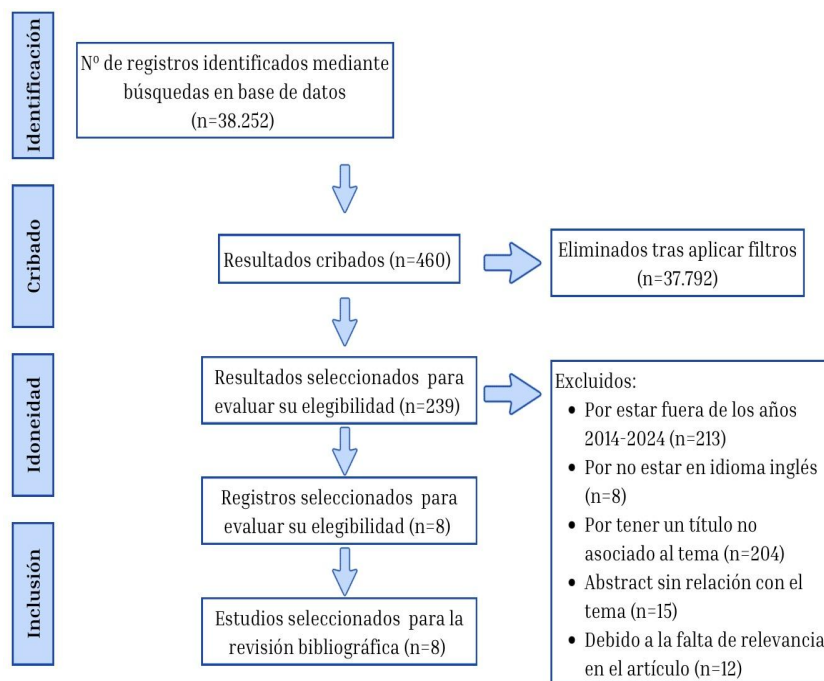 Identificación
Nº de registros identificados mediante
búsquedas en base de datos
(n=38.252)
Cribado
Resultados cribados (n=460)
Eliminados tras aplicar filtros
(n=37.792)
Idoneidad
Resultados seleccionados para
evaluar su elegibilidad (n=239)
Excluidos:
• Por estar fuera de los años
2014-2024 (n=213)
• Por no estar en idioma inglés
(n=8)
• Por tener un título no
asociado al tema (n=204)
• Abstract sin relación con el
tema (n=15)
• Debido a la falta de relevancia
en el artículo (n=12)
Registros seleccionados para
evaluar su elegibilidad (n=8)
Inclusión
Estudios seleccionados para la
revisión bibliográfica (n=8)